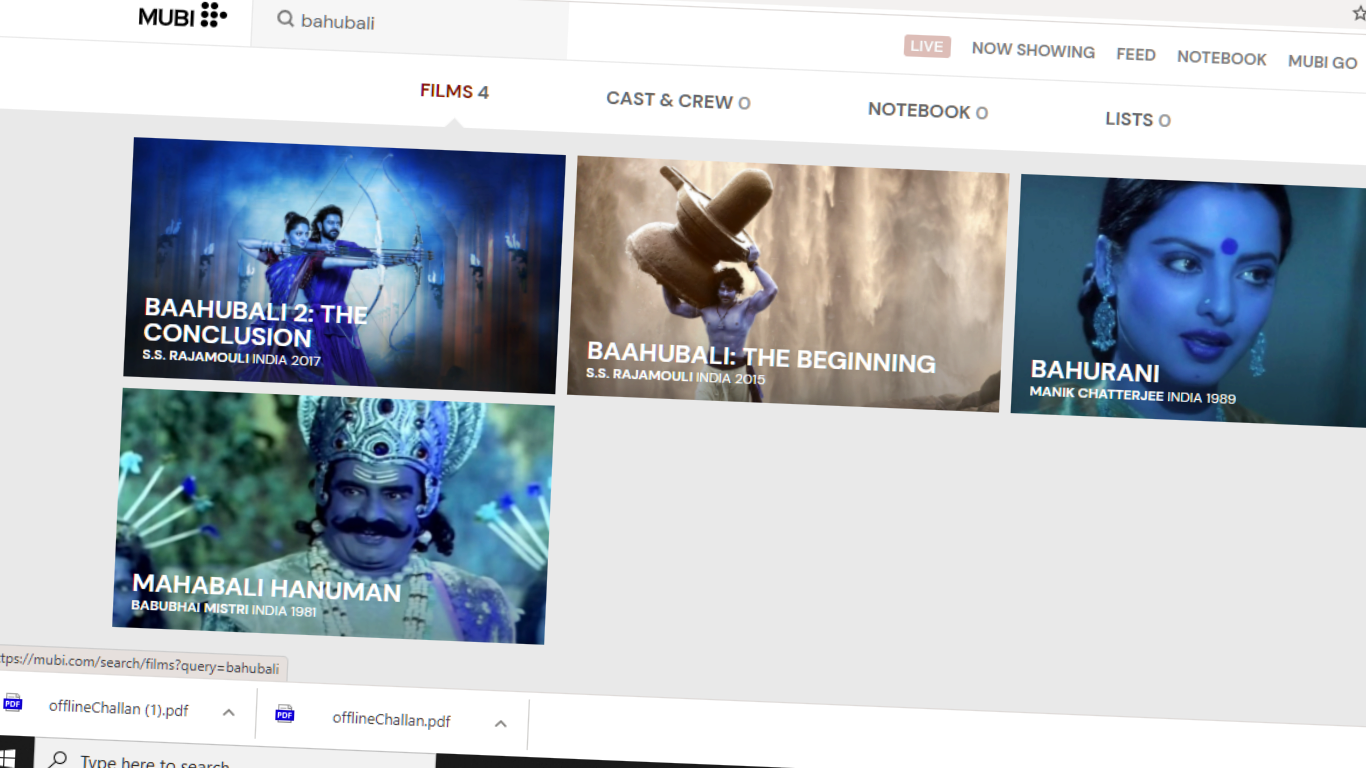 MUBI
bahubali
LIVE NOW SHOWING FEED NOTEBOOK MUBI GO
FILMS 4 CAST & CREW 0 NOTEBOOK 0 LISTS 0
BAAHUBALI 2: THE
CONCLUSION
S.S. RAJAMOULI INDIA 2017
BAAHUBALI: THE BEGINNING
S.S. RAJAMOULI INDIA 2015
BAHURANI
MANIK CHATTERJEE INDIA 1989
MAHABALI HANUMAN
BABUBHAI MISTRI INDIA 1981
ttps://mubi.com/search/films?query=bahubali
PDF offlineChallan (1).pdf
PDF offlineChallan.pdf
Type here to search